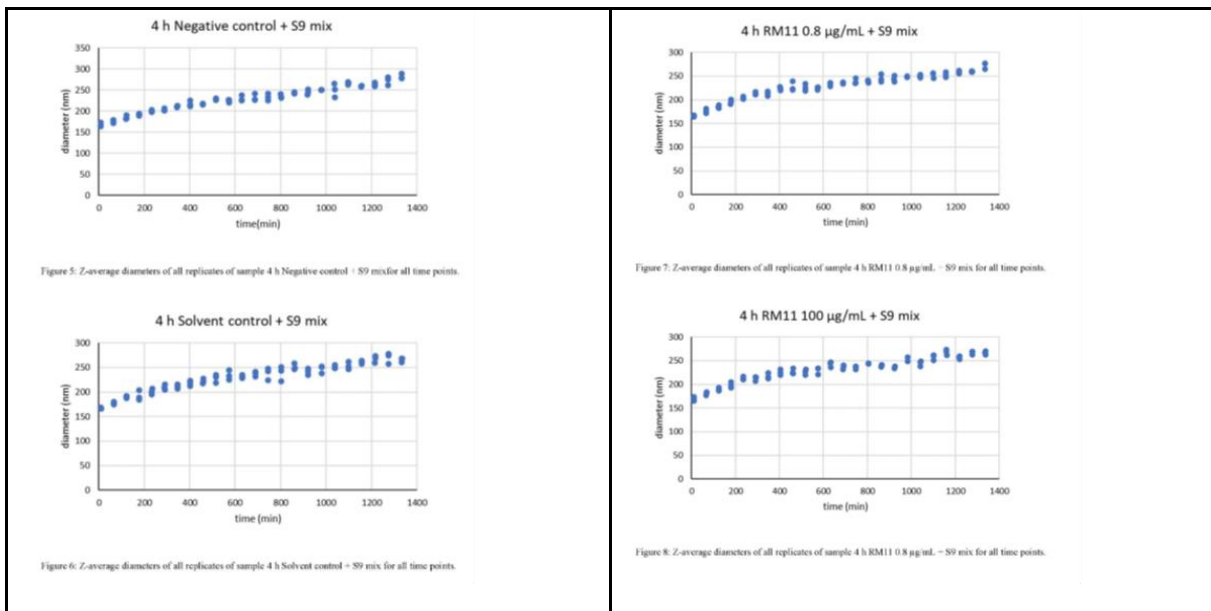 4 h Negative control + S9 mix
350
300
250
200
150
100
50
0
diameter (nm)
0 200 400 600 800 1000 1200 1400
time(min)
Figure 5: Z-average diameters of all replicates of sample 4 h Negative control + S9 mixfor all time points.
4 h Solvent control + S9 mix
300
250
200
150
100
50
0
diameter (nm)
0 200 400 600 800 1000 1200 1400
time (min)
Figure 6: Z-average diameters of all replicates of sample 4 h Solvent control + S9 mix for all time points.
4 h RM11 0.8 µg/mL + S9 mix
300
250
200
150
100
50
0
diameter (nm)
0 200 400 600 800 1000 1200 1400
time (min)
Figure 7: Z-average diameters of all replicates of sample 4 h RM11 0.8 µg/mL + S9 mix for all time points.
4 h RM11 100 µg/mL + S9 mix
300
250
200
150
100
50
0
diameter (nm)
0 200 400 600 800 1000 1200 1400
time (min)
Figure 8: Z-average diameters of all replicates of sample 4 h RM11 0.8 µg/mL + S9 mix for all time points.